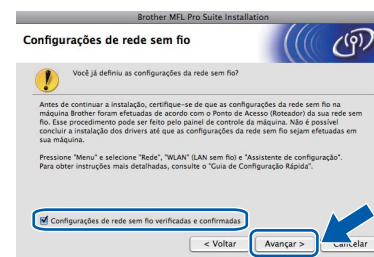 Brother MFL Pro Suite Installation
Configurações de rede sem fio
Você já definiu as configurações da rede sem fio?
Antes de continuar a instalação, certifique-se de que as configurações da rede sem fio na
máquina Brother foram efetuadas de acordo com o Ponto de Acesso (Roteador) da sua rede sem
fio. Esse procedimento pode ser feito pelo painel de controle da máquina. Não é possível
concluir a instalação dos drivers até que as configurações da rede sem fio sejam efetuadas em
sua máquina.
Pressione "Menu" e selecione "Rede", "WLAN" (LAN sem fio) e "Assistente de configuração".
Para obter instruções mais detalhadas, consulte o "Guia de Configuração Rápida".
Configurações de rede sem fio verificadas e confirmadas
< Voltar
Avançar >
Cancelar